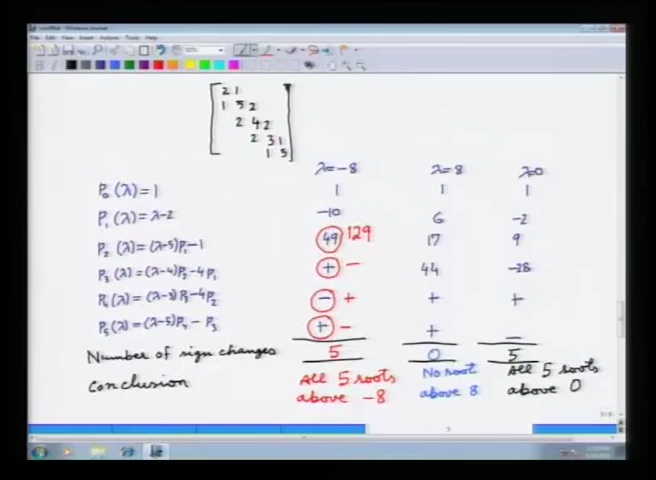 2 1
1 5 2
2 4 2
2 3 1
1 5
λ=-8 λ=8 λ=0
P₀(λ)=1 1 1 1
P₁(λ)=λ-2 -10 6 -2
P₂(λ)=(λ-5)P₁-1 49 129 17 9
P₃(λ)=(λ-4)P₂-4P₁ + - 44 -28
P₄(λ)=(λ-3)P₃-4P₂ - + + +
P₅(λ)=(λ-5)P₄-P₃ + - + -
Number of sign changes 5 0 5
Conclusion All 5 roots above -8 No root above 8 All 5 roots above 0